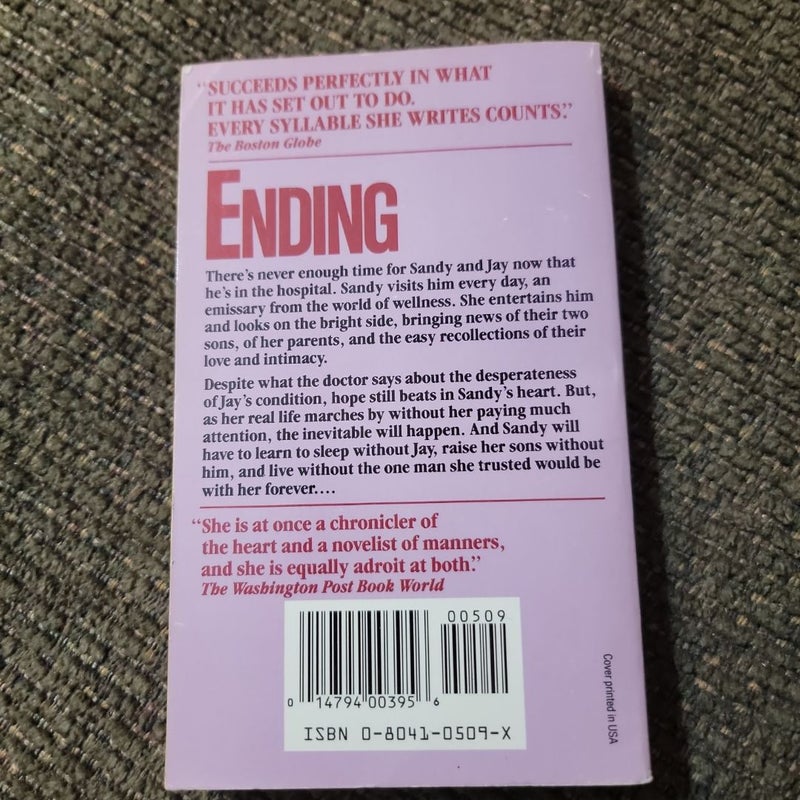 "SUCCEEDS PERFECTLY IN WHAT
IT HAS SET OUT TO DO.
EVERY SYLLABLE SHE WRITES COUNTS."
The Boston Globe
ENDING
There's never enough time for Sandy and Jay now that
he's in the hospital. Sandy visits him every day, an
emissary from the world of wellness. She entertains him
and looks on the bright side, bringing news of their two
sons, of her parents, and the easy recollections of their
love and intimacy.
Despite what the doctor says about the desperateness
of Jay's condition, hope still beats in Sandy's heart. But,
as her real life marches by without her paying much
attention, the inevitable will happen. And Sandy will
have to learn to sleep without Jay, raise her sons without
him, and live without the one man she trusted would be
with her forever....
"She is at once a chronicler of
the heart and a novelist of manners,
and she is equally adroit at both."
The Washington Post Book World
00509
0 14794 00395 6
ISBN 0-8041-0509-X
Cover printed in USA